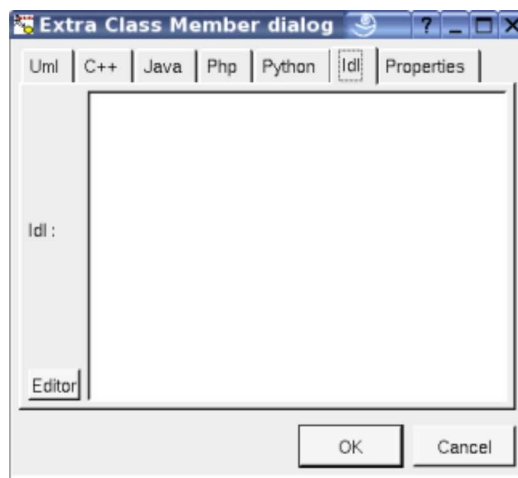 Extra Class Member dialog
Uml C++ Java Php Python Idl Properties
Idl :
Editor
OK Cancel